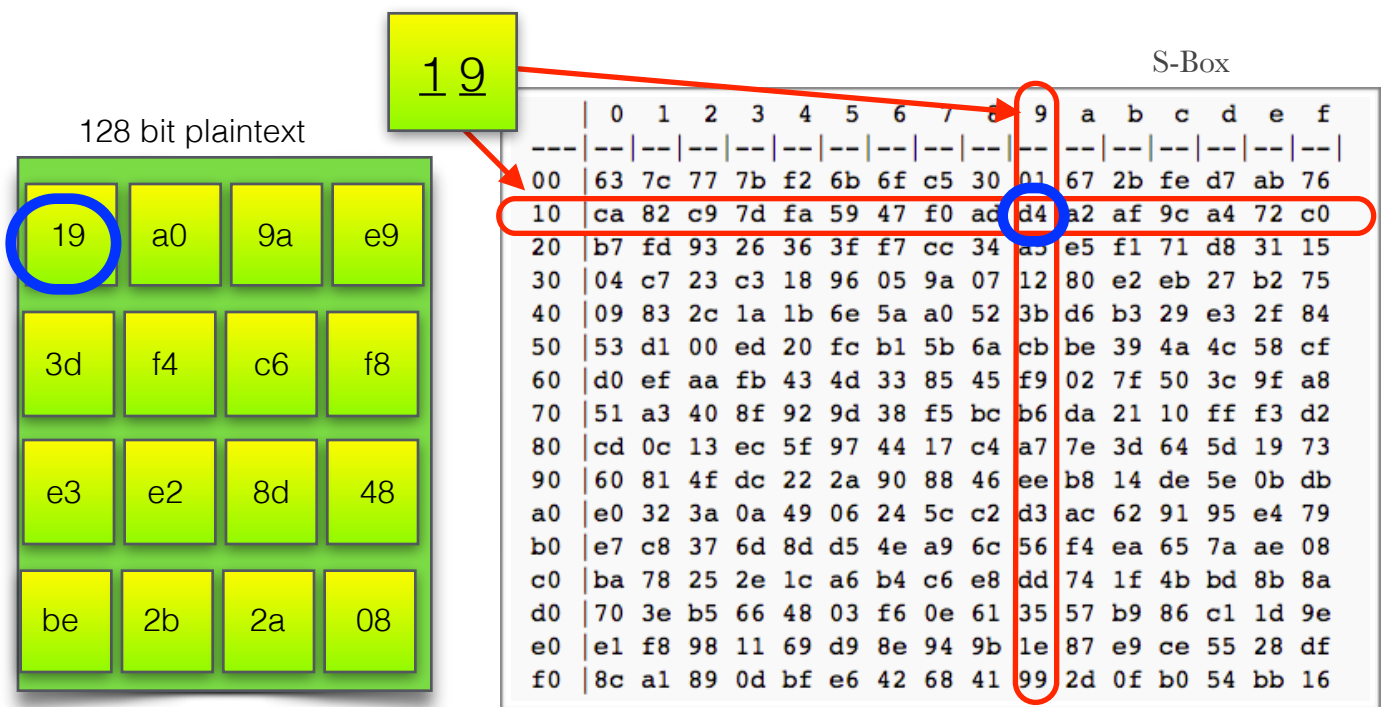 1 9
S-Box
128 bit plaintext
19 a0 9a e9
3d f4 c6 f8
e3 e2 8d 48
be 2b 2a 08
| 0 1 2 3 4 5 6 7 8 9 a b c d e f
---|--|--|--|--|--|--|--|--|--|-- --|--|--|--|--|--|
00 |63 7c 77 7b f2 6b 6f c5 30 01 67 2b fe d7 ab 76
10 |ca 82 c9 7d fa 59 47 f0 ad d4 a2 af 9c a4 72 c0
20 |b7 fd 93 26 36 3f f7 cc 34 a5 e5 f1 71 d8 31 15
30 |04 c7 23 c3 18 96 05 9a 07 12 80 e2 eb 27 b2 75
40 |09 83 2c 1a 1b 6e 5a a0 52 3b d6 b3 29 e3 2f 84
50 |53 d1 00 ed 20 fc b1 5b 6a cb be 39 4a 4c 58 cf
60 |d0 ef aa fb 43 4d 33 85 45 f9 02 7f 50 3c 9f a8
70 |51 a3 40 8f 92 9d 38 f5 bc b6 da 21 10 ff f3 d2
80 |cd 0c 13 ec 5f 97 44 17 c4 a7 7e 3d 64 5d 19 73
90 |60 81 4f dc 22 2a 90 88 46 ee b8 14 de 5e 0b db
a0 |e0 32 3a 0a 49 06 24 5c c2 d3 ac 62 91 95 e4 79
b0 |e7 c8 37 6d 8d d5 4e a9 6c 56 f4 ea 65 7a ae 08
c0 |ba 78 25 2e 1c a6 b4 c6 e8 dd 74 1f 4b bd 8b 8a
d0 |70 3e b5 66 48 03 f6 0e 61 35 57 b9 86 c1 1d 9e
e0 |e1 f8 98 11 69 d9 8e 94 9b 1e 87 e9 ce 55 28 df
f0 |8c a1 89 0d bf e6 42 68 41 99 2d 0f b0 54 bb 16